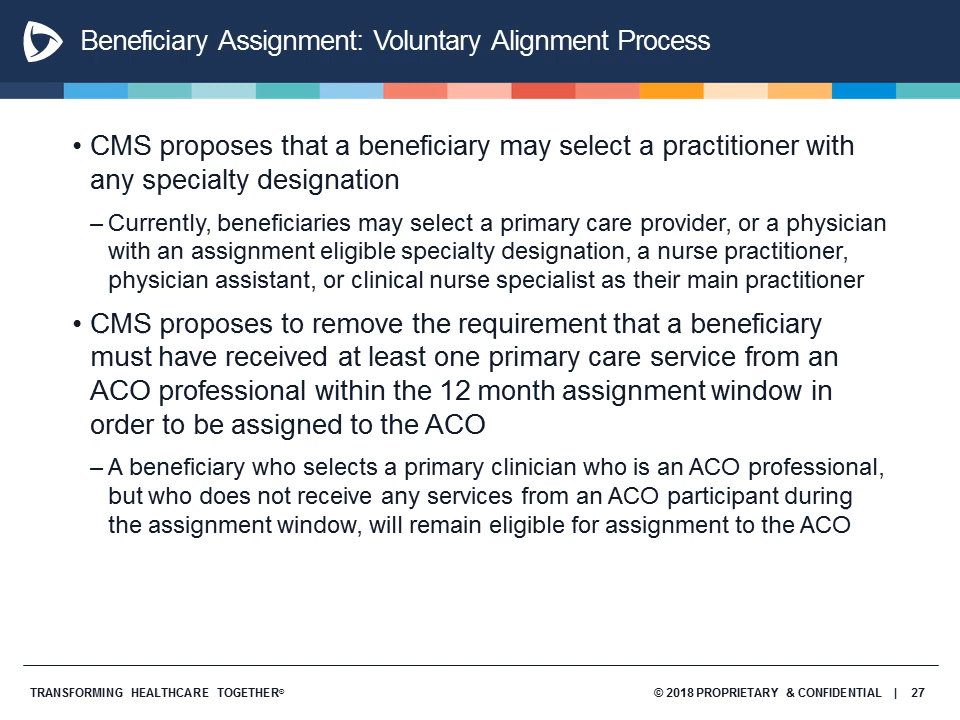 Beneficiary Assignment: Voluntary Alignment Process
• CMS proposes that a beneficiary may select a practitioner with
any specialty designation
– Currently, beneficiaries may select a primary care provider, or a physician
with an assignment eligible specialty designation, a nurse practitioner,
physician assistant, or clinical nurse specialist as their main practitioner
• CMS proposes to remove the requirement that a beneficiary
must have received at least one primary care service from an
ACO professional within the 12 month assignment window in
order to be assigned to the ACO
– A beneficiary who selects a primary clinician who is an ACO professional,
but who does not receive any services from an ACO participant during
the assignment window, will remain eligible for assignment to the ACO
TRANSFORMING HEALTHCARE TOGETHER®
© 2018 PROPRIETARY & CONFIDENTIAL | 27